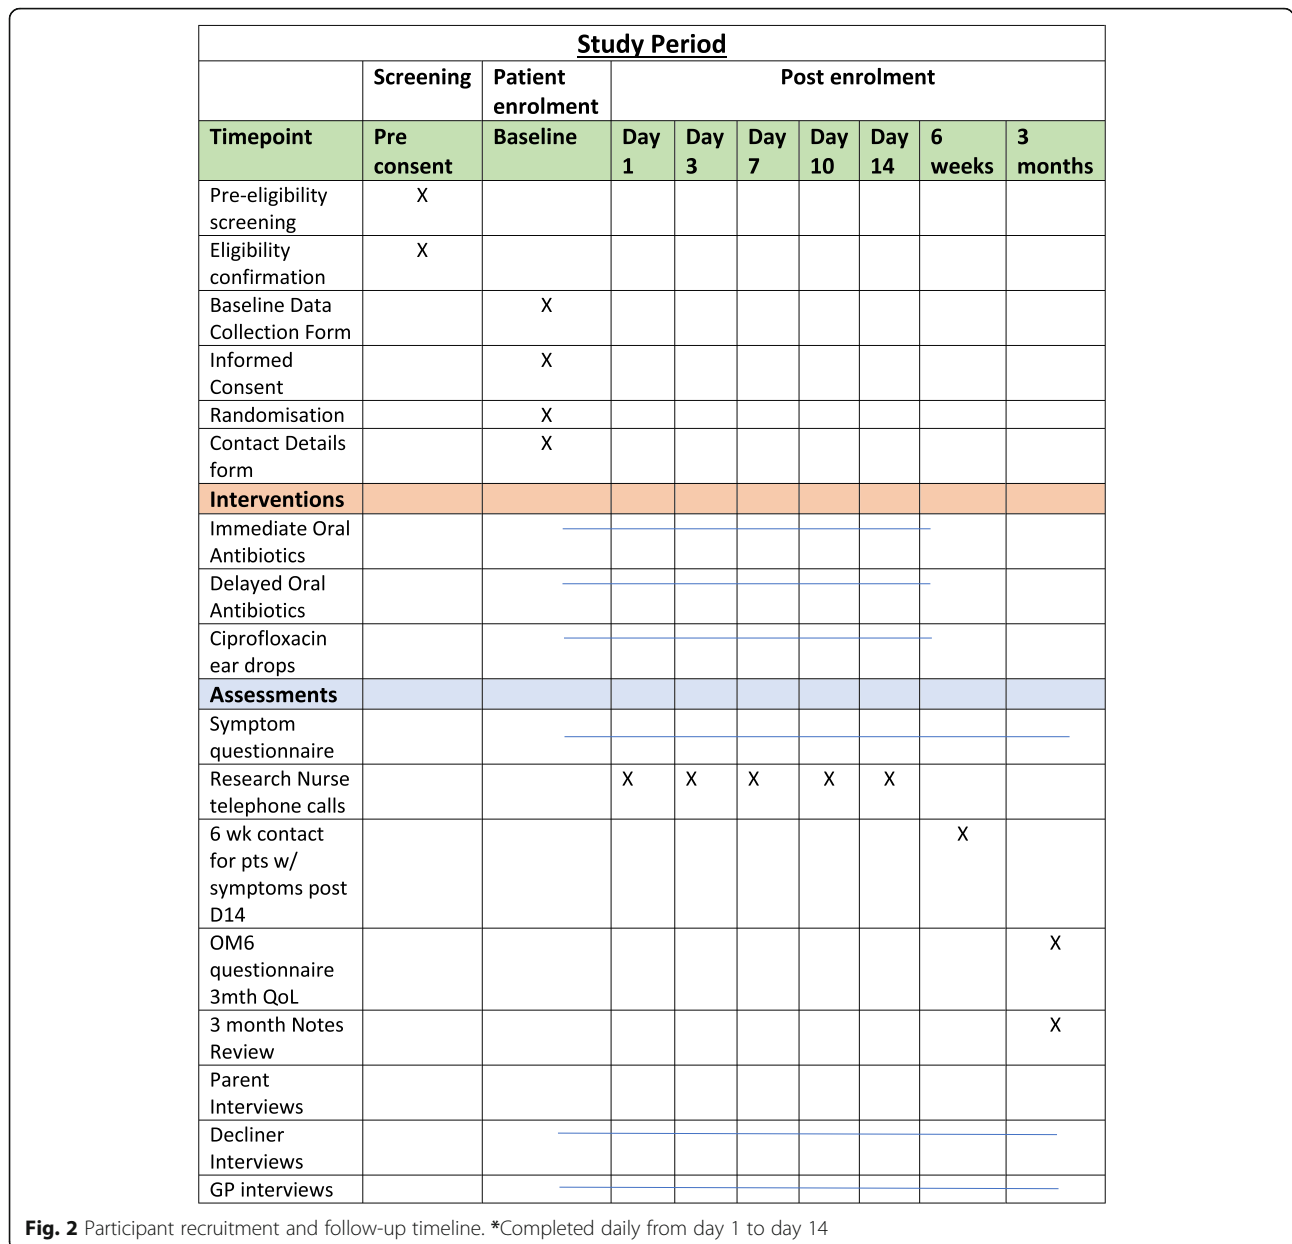 Study Period
Screening Patient enrolment Post enrolment
Timepoint Pre consent Baseline Day 1 Day 3 Day 7 Day 10 Day 14 6 weeks 3 months
Pre-eligibility
screening X
Eligibility
confirmation X
Baseline Data
Collection Form X
Informed
Consent X
Randomisation X
Contact Details
form X
Interventions
Immediate Oral
Antibiotics
Delayed Oral
Antibiotics
Ciprofloxacin
ear drops
Assessments
Symptom
questionnaire
Research Nurse
telephone calls X X X X X
6 wk contact
for pts w/
symptoms post
D14 X
OM6
questionnaire
3mth QoL X
3 month Notes
Review X
Parent
Interviews
Decliner
Interviews
GP interviews
Fig. 2 Participant recruitment and follow-up timeline. *Completed daily from day 1 to day 14